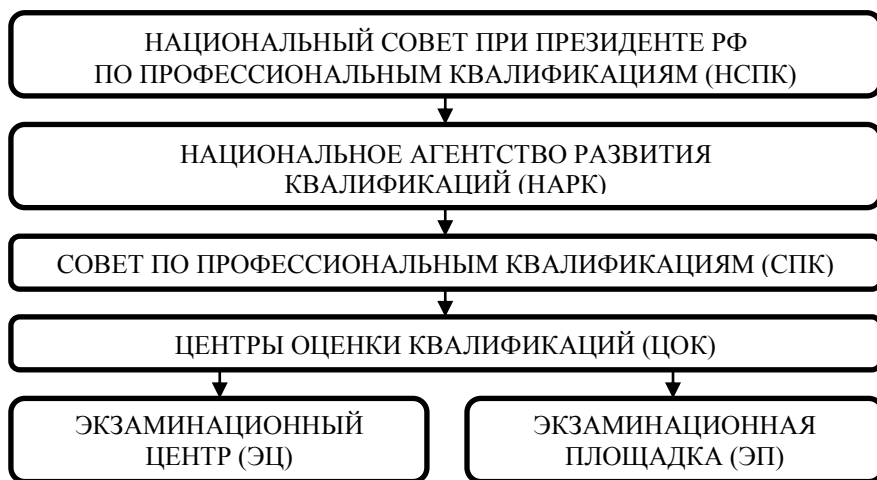 НАЦИОНАЛЬНЫЙ СОВЕТ ПРИ ПРЕЗИДЕНТЕ РФ
ПО ПРОФЕССИОНАЛЬНЫМ КВАЛИФИКАЦИЯМ (НСПК)
НАЦИОНАЛЬНОЕ АГЕНТСТВО РАЗВИТИЯ
КВАЛИФИКАЦИЙ (НАРК)
СОВЕТ ПО ПРОФЕССИОНАЛЬНЫМ КВАЛИФИКАЦИЯМ (СПК)
ЦЕНТРЫ ОЦЕНКИ КВАЛИФИКАЦИЙ (ЦОК)
ЭКЗАМИНАЦИОННЫЙ
ЦЕНТР (ЭЦ)
ЭКЗАМИНАЦИОННАЯ
ПЛОЩАДКА (ЭП)